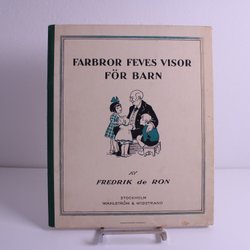 FARBROR FEVES VISOR
FÖR BARN
AV
FREDRIK de RON
STOCKHOLM
WAHLSTRÖM & WIDSTRAND